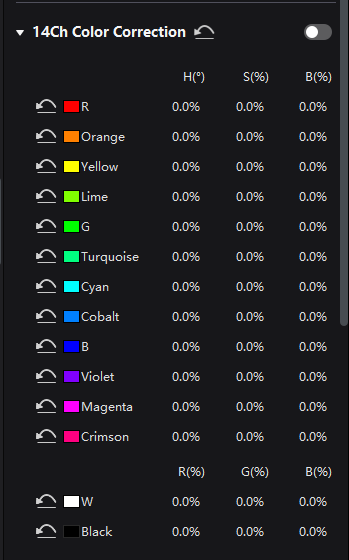 14Ch Color Correction
H(°) S(%) B(%)
R 0.0% 0.0% 0.0%
Orange 0.0% 0.0% 0.0%
Yellow 0.0% 0.0% 0.0%
Lime 0.0% 0.0% 0.0%
G 0.0% 0.0% 0.0%
Turquoise 0.0% 0.0% 0.0%
Cyan 0.0% 0.0% 0.0%
Cobalt 0.0% 0.0% 0.0%
B 0.0% 0.0% 0.0%
Violet 0.0% 0.0% 0.0%
Magenta 0.0% 0.0% 0.0%
Crimson 0.0% 0.0% 0.0%
R(%) G(%) B(%)
W 0.0% 0.0% 0.0%
Black 0.0% 0.0% 0.0%